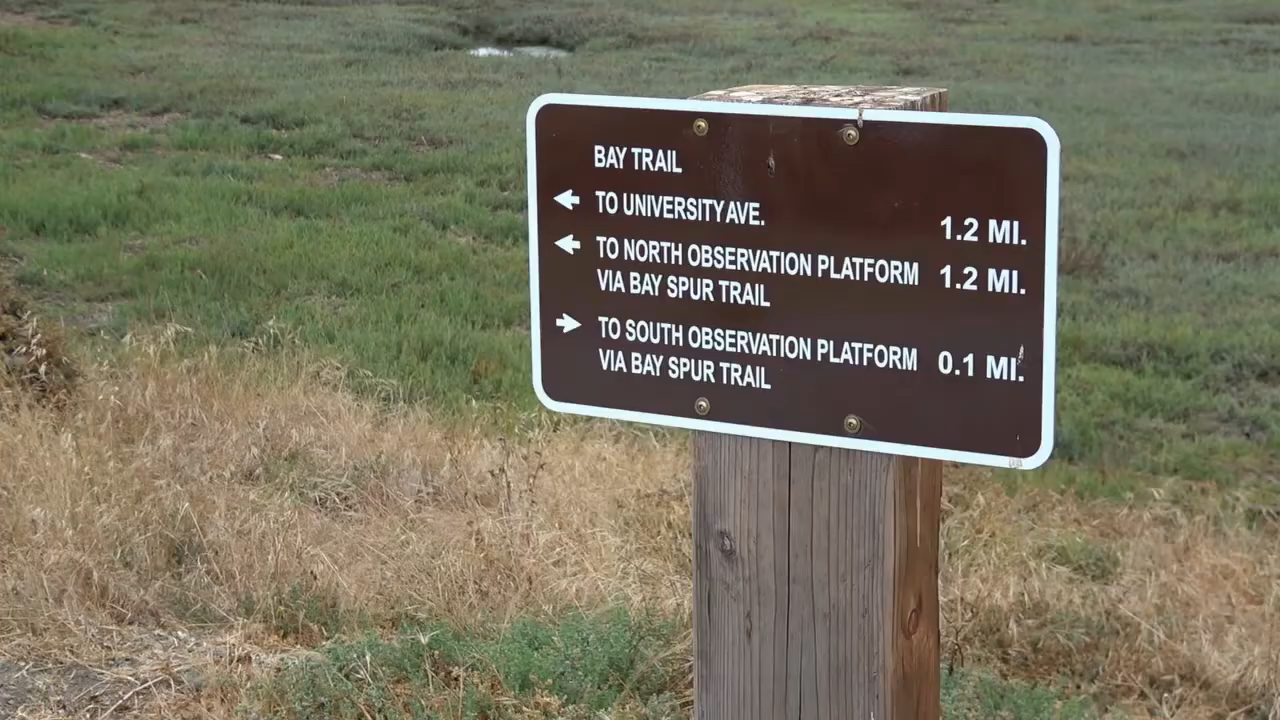 BAY TRAIL
TO UNIVERSITY AVE. 1.2 MI.
TO NORTH OBSERVATION PLATFORM 1.2 MI.
VIA BAY SPUR TRAIL
TO SOUTH OBSERVATION PLATFORM 0.1 MI.
VIA BAY SPUR TRAIL